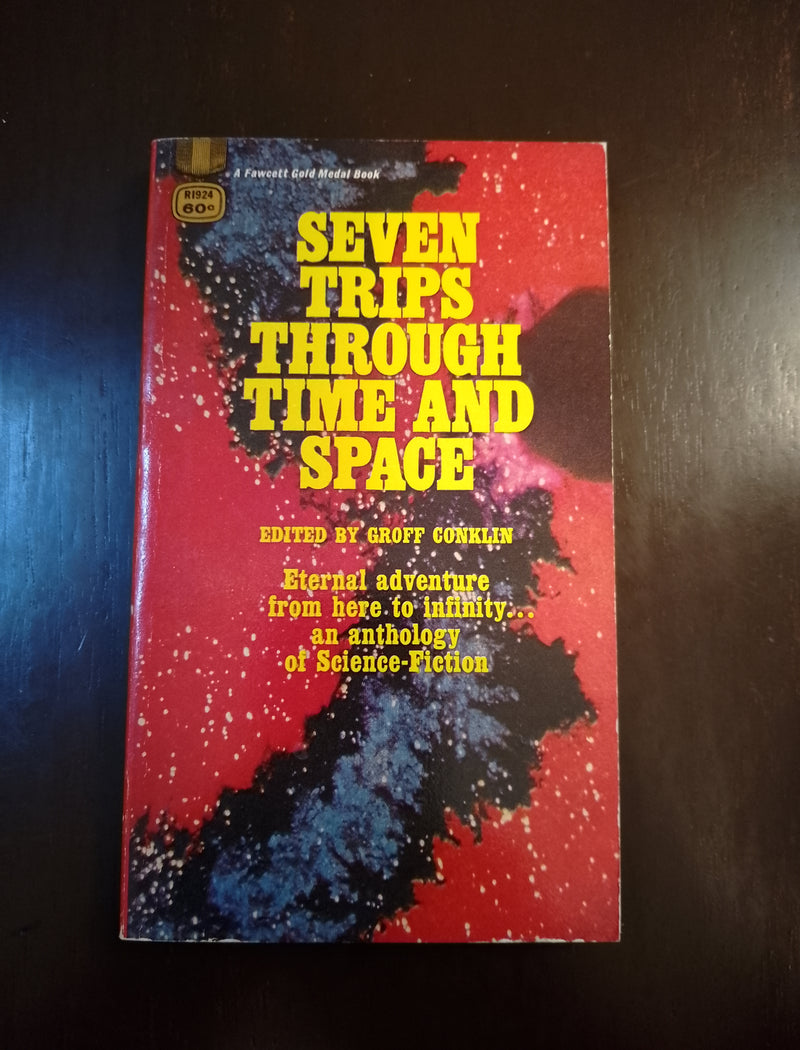 A Fawcett Gold Medal Book
R1924
60c
SEVEN
TRIPS
THROUGH
TIME AND
SPACE
EDITED BY GROFF CONKLIN
Eternal adventure
from here to infinity...
an anthology
of Science-Fiction